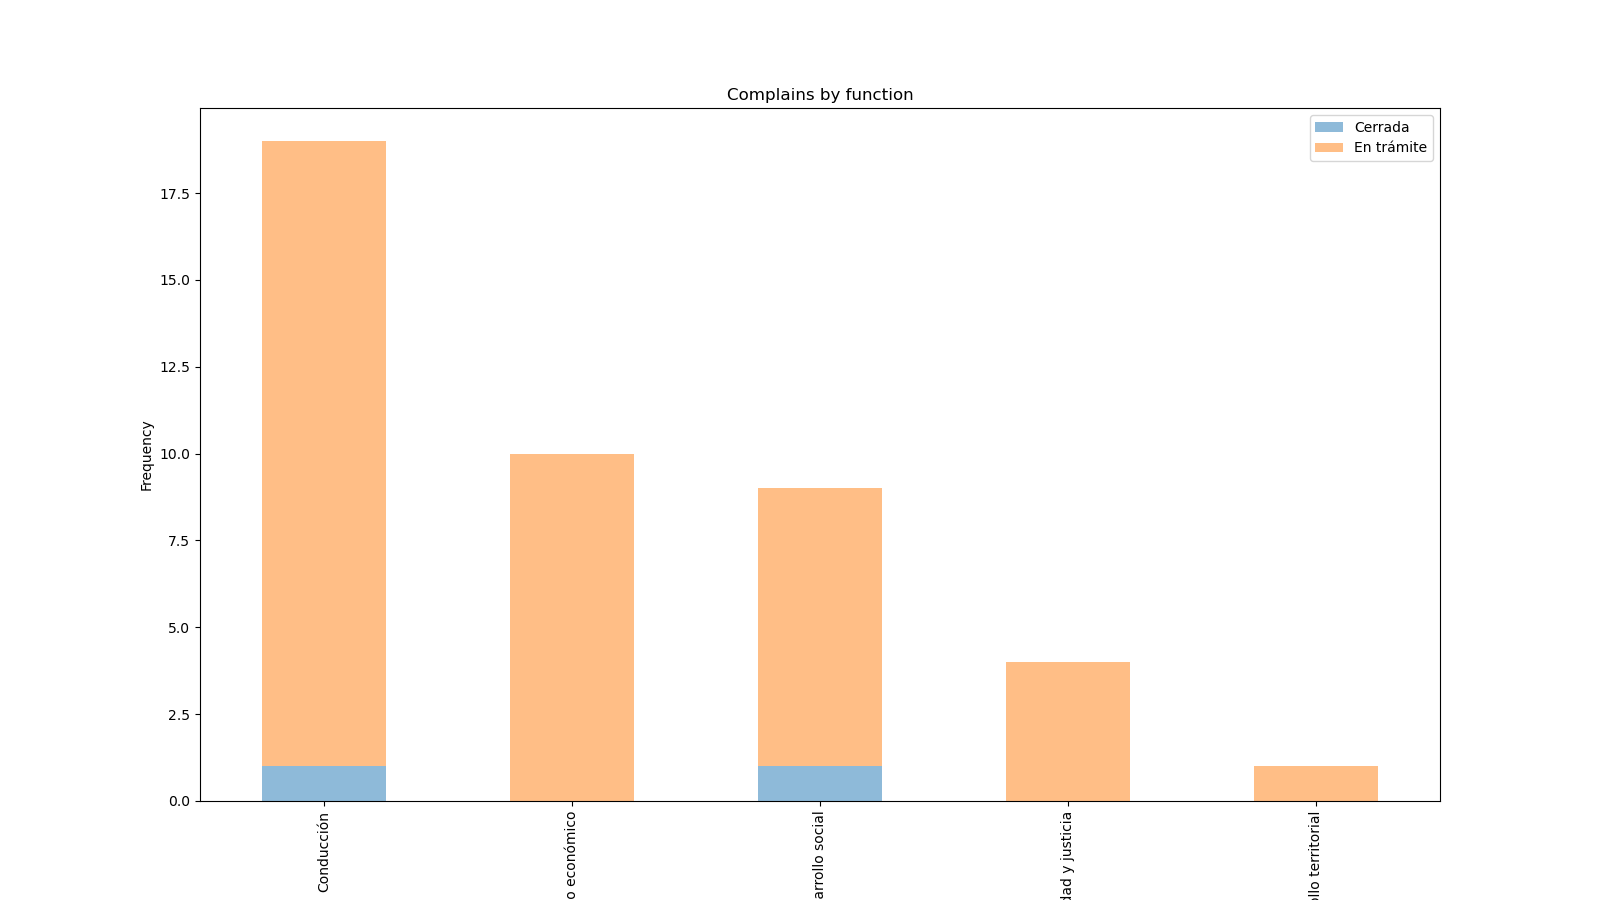 Complains by function
Cerrada
En trámite
Frequency
17.5
15.0
12.5
10.0
7.5
5.0
2.5
0.0
Conducción
o económico
arrollo social
dad y justicia
llo territorial